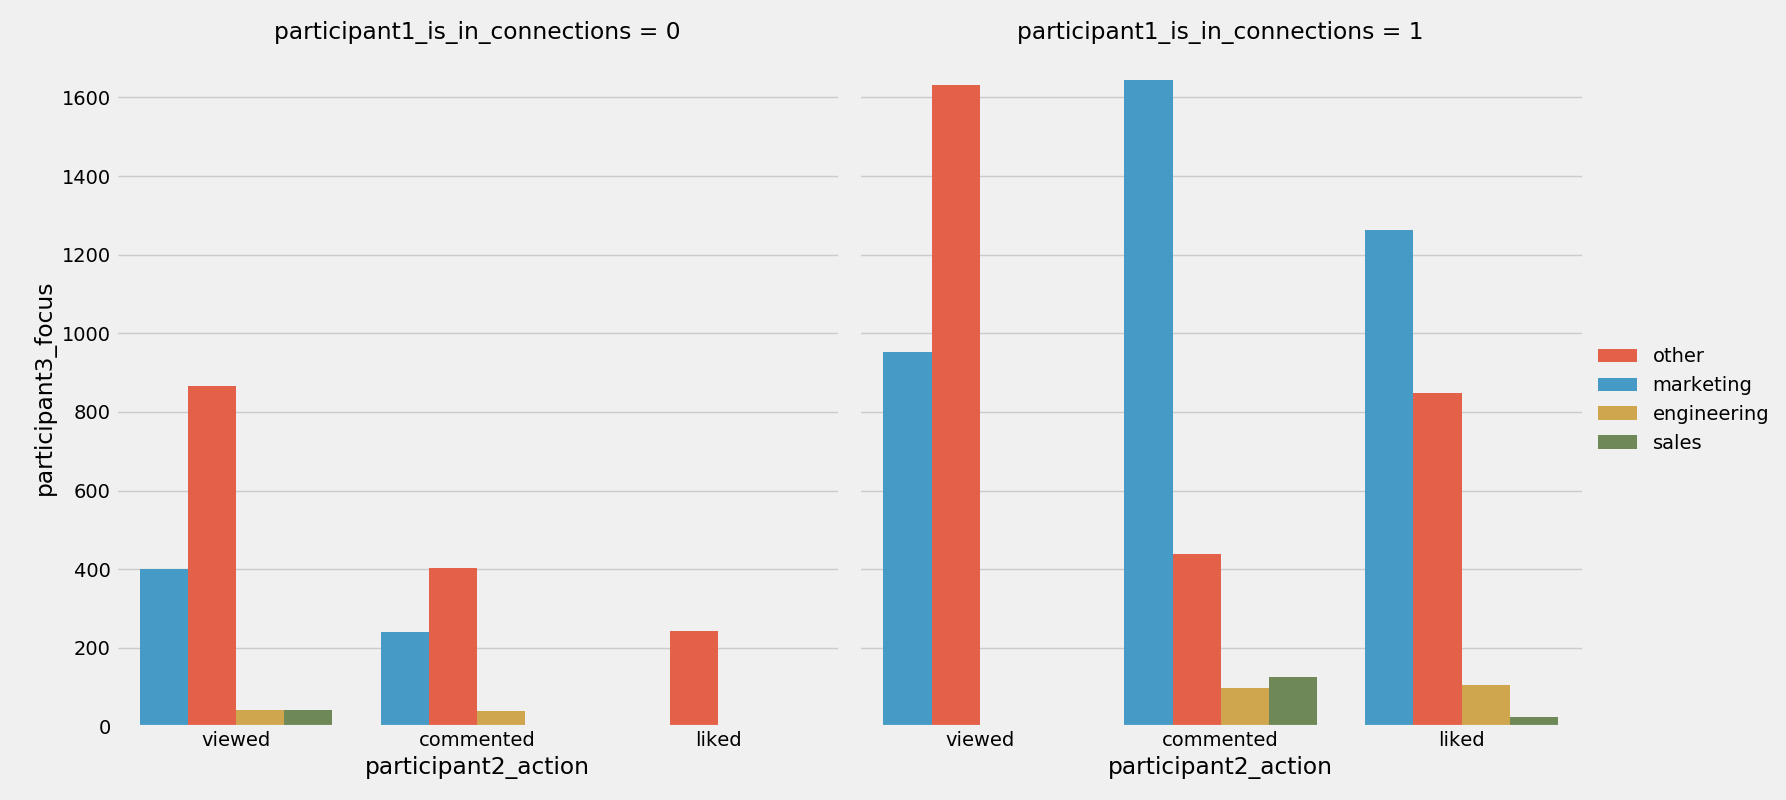 participant1_is_in_connections = 0
participant1_is_in_connections = 1
participant3_focus
1600
1400
1200
1000
800
600
400
200
0
viewed
commented
liked
viewed
commented
liked
participant2_action
participant2_action
other
marketing
engineering
sales